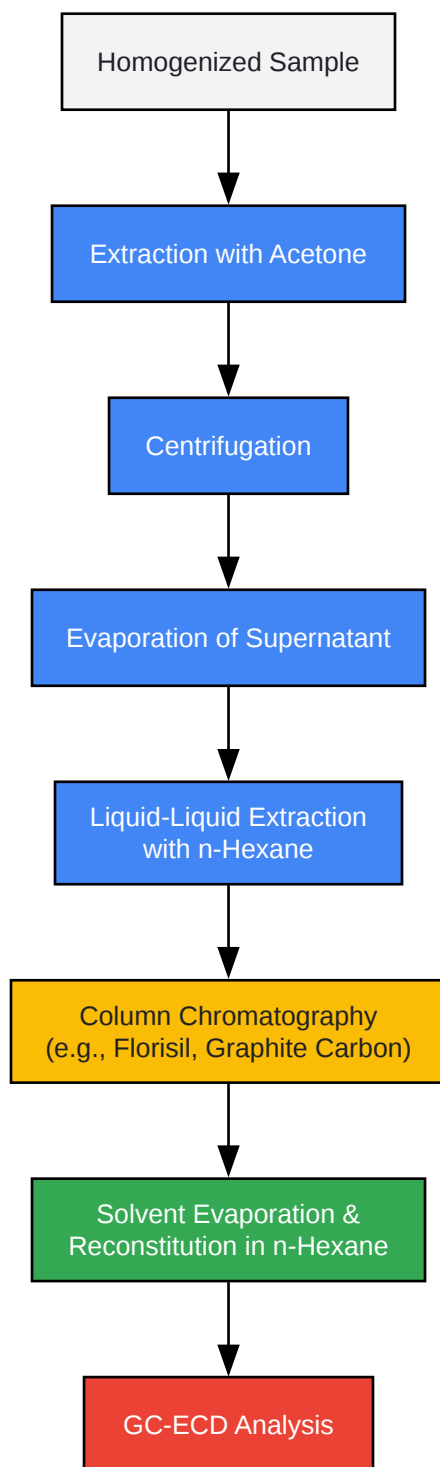 Homogenized Sample
Extraction with Acetone
Centrifugation
Evaporation of Supernatant
Liquid-Liquid Extraction
with n-Hexane
Column Chromatography
(e.g., Florisil, Graphite Carbon)
Solvent Evaporation &
Reconstitution in n-Hexane
GC-ECD Analysis